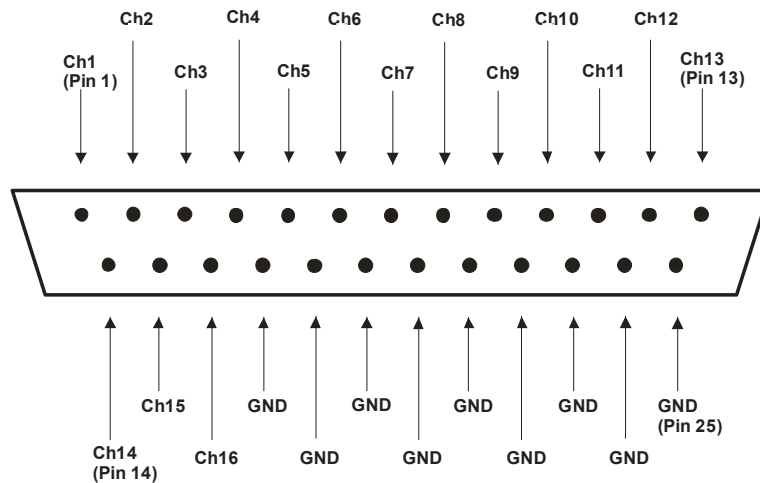 Ch2 Ch4 Ch6 Ch8 Ch10 Ch12
Ch1
(Pin 1)
Ch3 Ch5 Ch7 Ch9 Ch11
Ch13
(Pin 13)
Ch15 GND GND GND GND
GND
(Pin 25)
Ch14
(Pin 14)
Ch16 GND GND GND GND